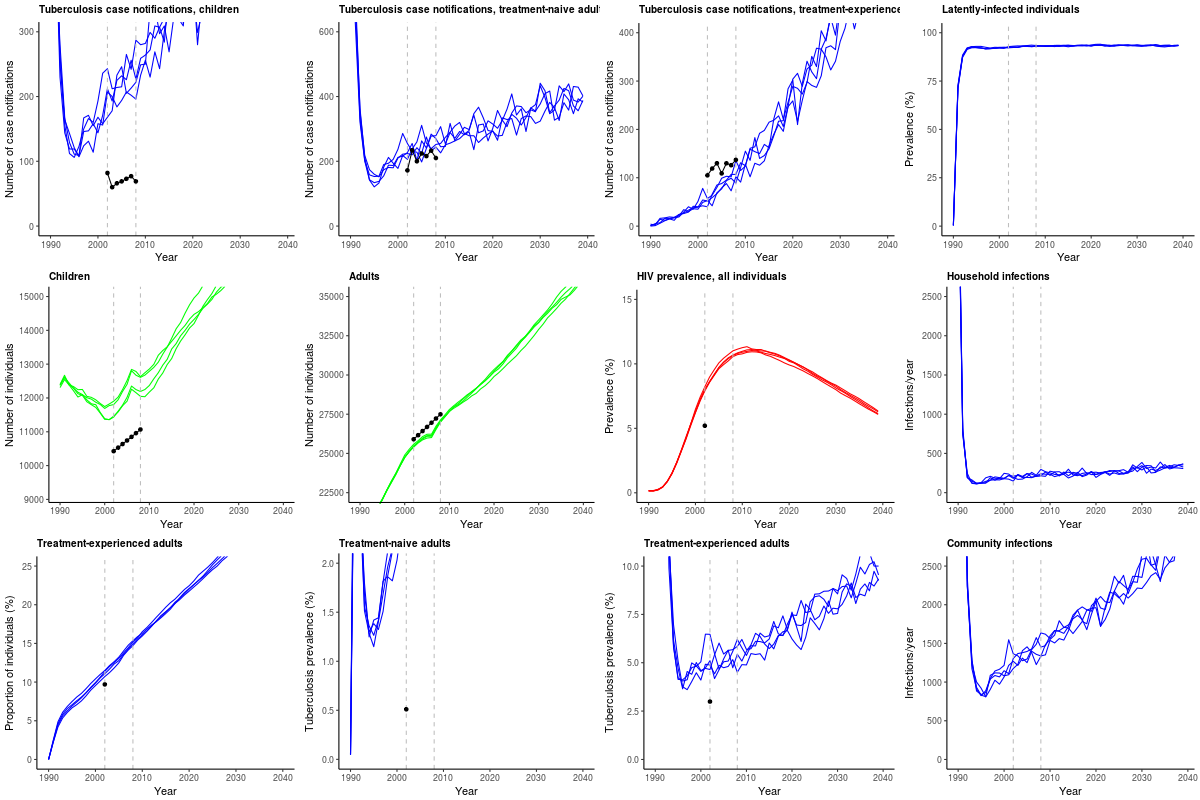 Tuberculosis case notifications, children
Number of case notifications
300
200
100
0
1990 2000 2010 2020 2030 2040
Year
Tuberculosis case notifications, treatment-naive adul
Number of case notifications
600
400
200
0
1990 2000 2010 2020 2030 2040
Year
Tuberculosis case notifications, treatment-experience
Number of case notifications
400
300
200
100
0
1990 2000 2010 2020 2030 2040
Year
Latently-infected individuals
Prevalence (%)
100
75
50
25
0
1990 2000 2010 2020 2030 2040
Year
Children
Number of individuals
15000
14000
13000
12000
11000
10000
9000
1990 2000 2010 2020 2030 2040
Year
Adults
Number of individuals
35000
32500
30000
27500
25000
22500
1990 2000 2010 2020 2030 2040
Year
HIV prevalence, all individuals
Prevalence (%)
15
10
5
0
1990 2000 2010 2020 2030 2040
Year
Household infections
Infections/year
2500
2000
1500
1000
500
0
1990 2000 2010 2020 2030 2040
Year
Treatment-experienced adults
Proportion of individuals (%)
25
20
15
10
5
0
1990 2000 2010 2020 2030 2040
Year
Treatment-naive adults
Tuberculosis prevalence (%)
2.0
1.5
1.0
0.5
0.0
1990 2000 2010 2020 2030 2040
Year
Treatment-experienced adults
Tuberculosis prevalence (%)
10.0
7.5
5.0
2.5
0.0
1990 2000 2010 2020 2030 2040
Year
Community infections
Infections/year
2500
2000
1500
1000
500
0
1990 2000 2010 2020 2030 2040
Year